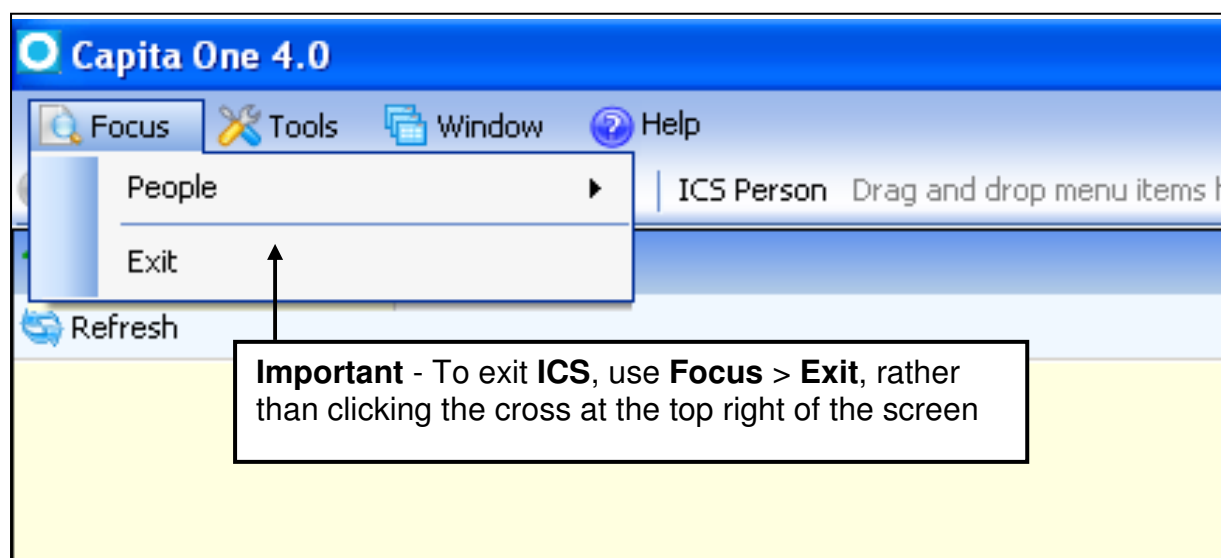 Capita One 4.0
Focus Tools Window Help
People
ICS Person Drag and drop menu items
Exit
Refresh
Important - To exit ICS, use Focus > Exit, rather
than clicking the cross at the top right of the screen